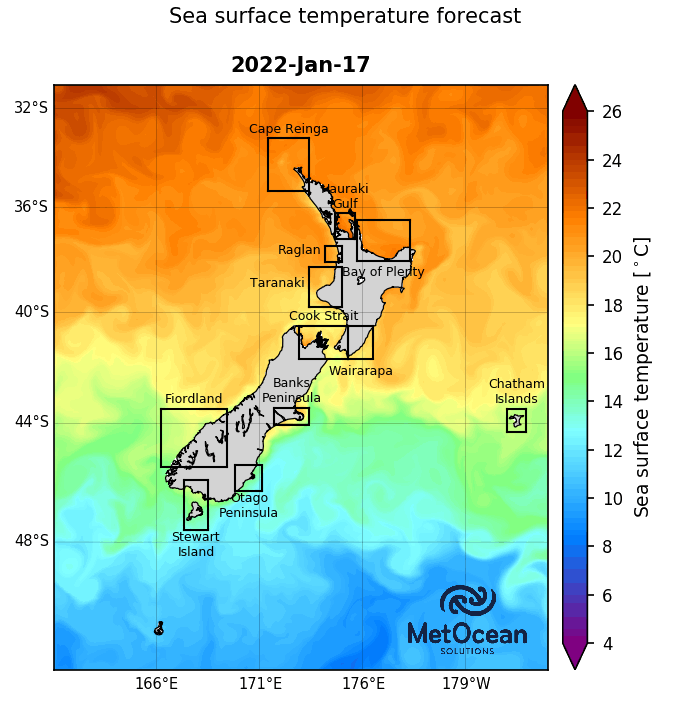 Sea surface temperature forecast
2022-Jan-17
32°S
36°S
40°S
44°S
48°S
Cape Reinga
Hauraki
Gulf
Raglan
Bay of Plenty
Taranaki
Cook Strait
Wairarapa
Banks
Peninsula
Fiordland
Chatham
Islands
Otago
Peninsula
Stewart
Island
MetOcean
SOLUTIONS
166°E
171°E
176°E
179°W
26
24
22
20
18
16
14
12
10
8
6
4
Sea surface temperature [°C]